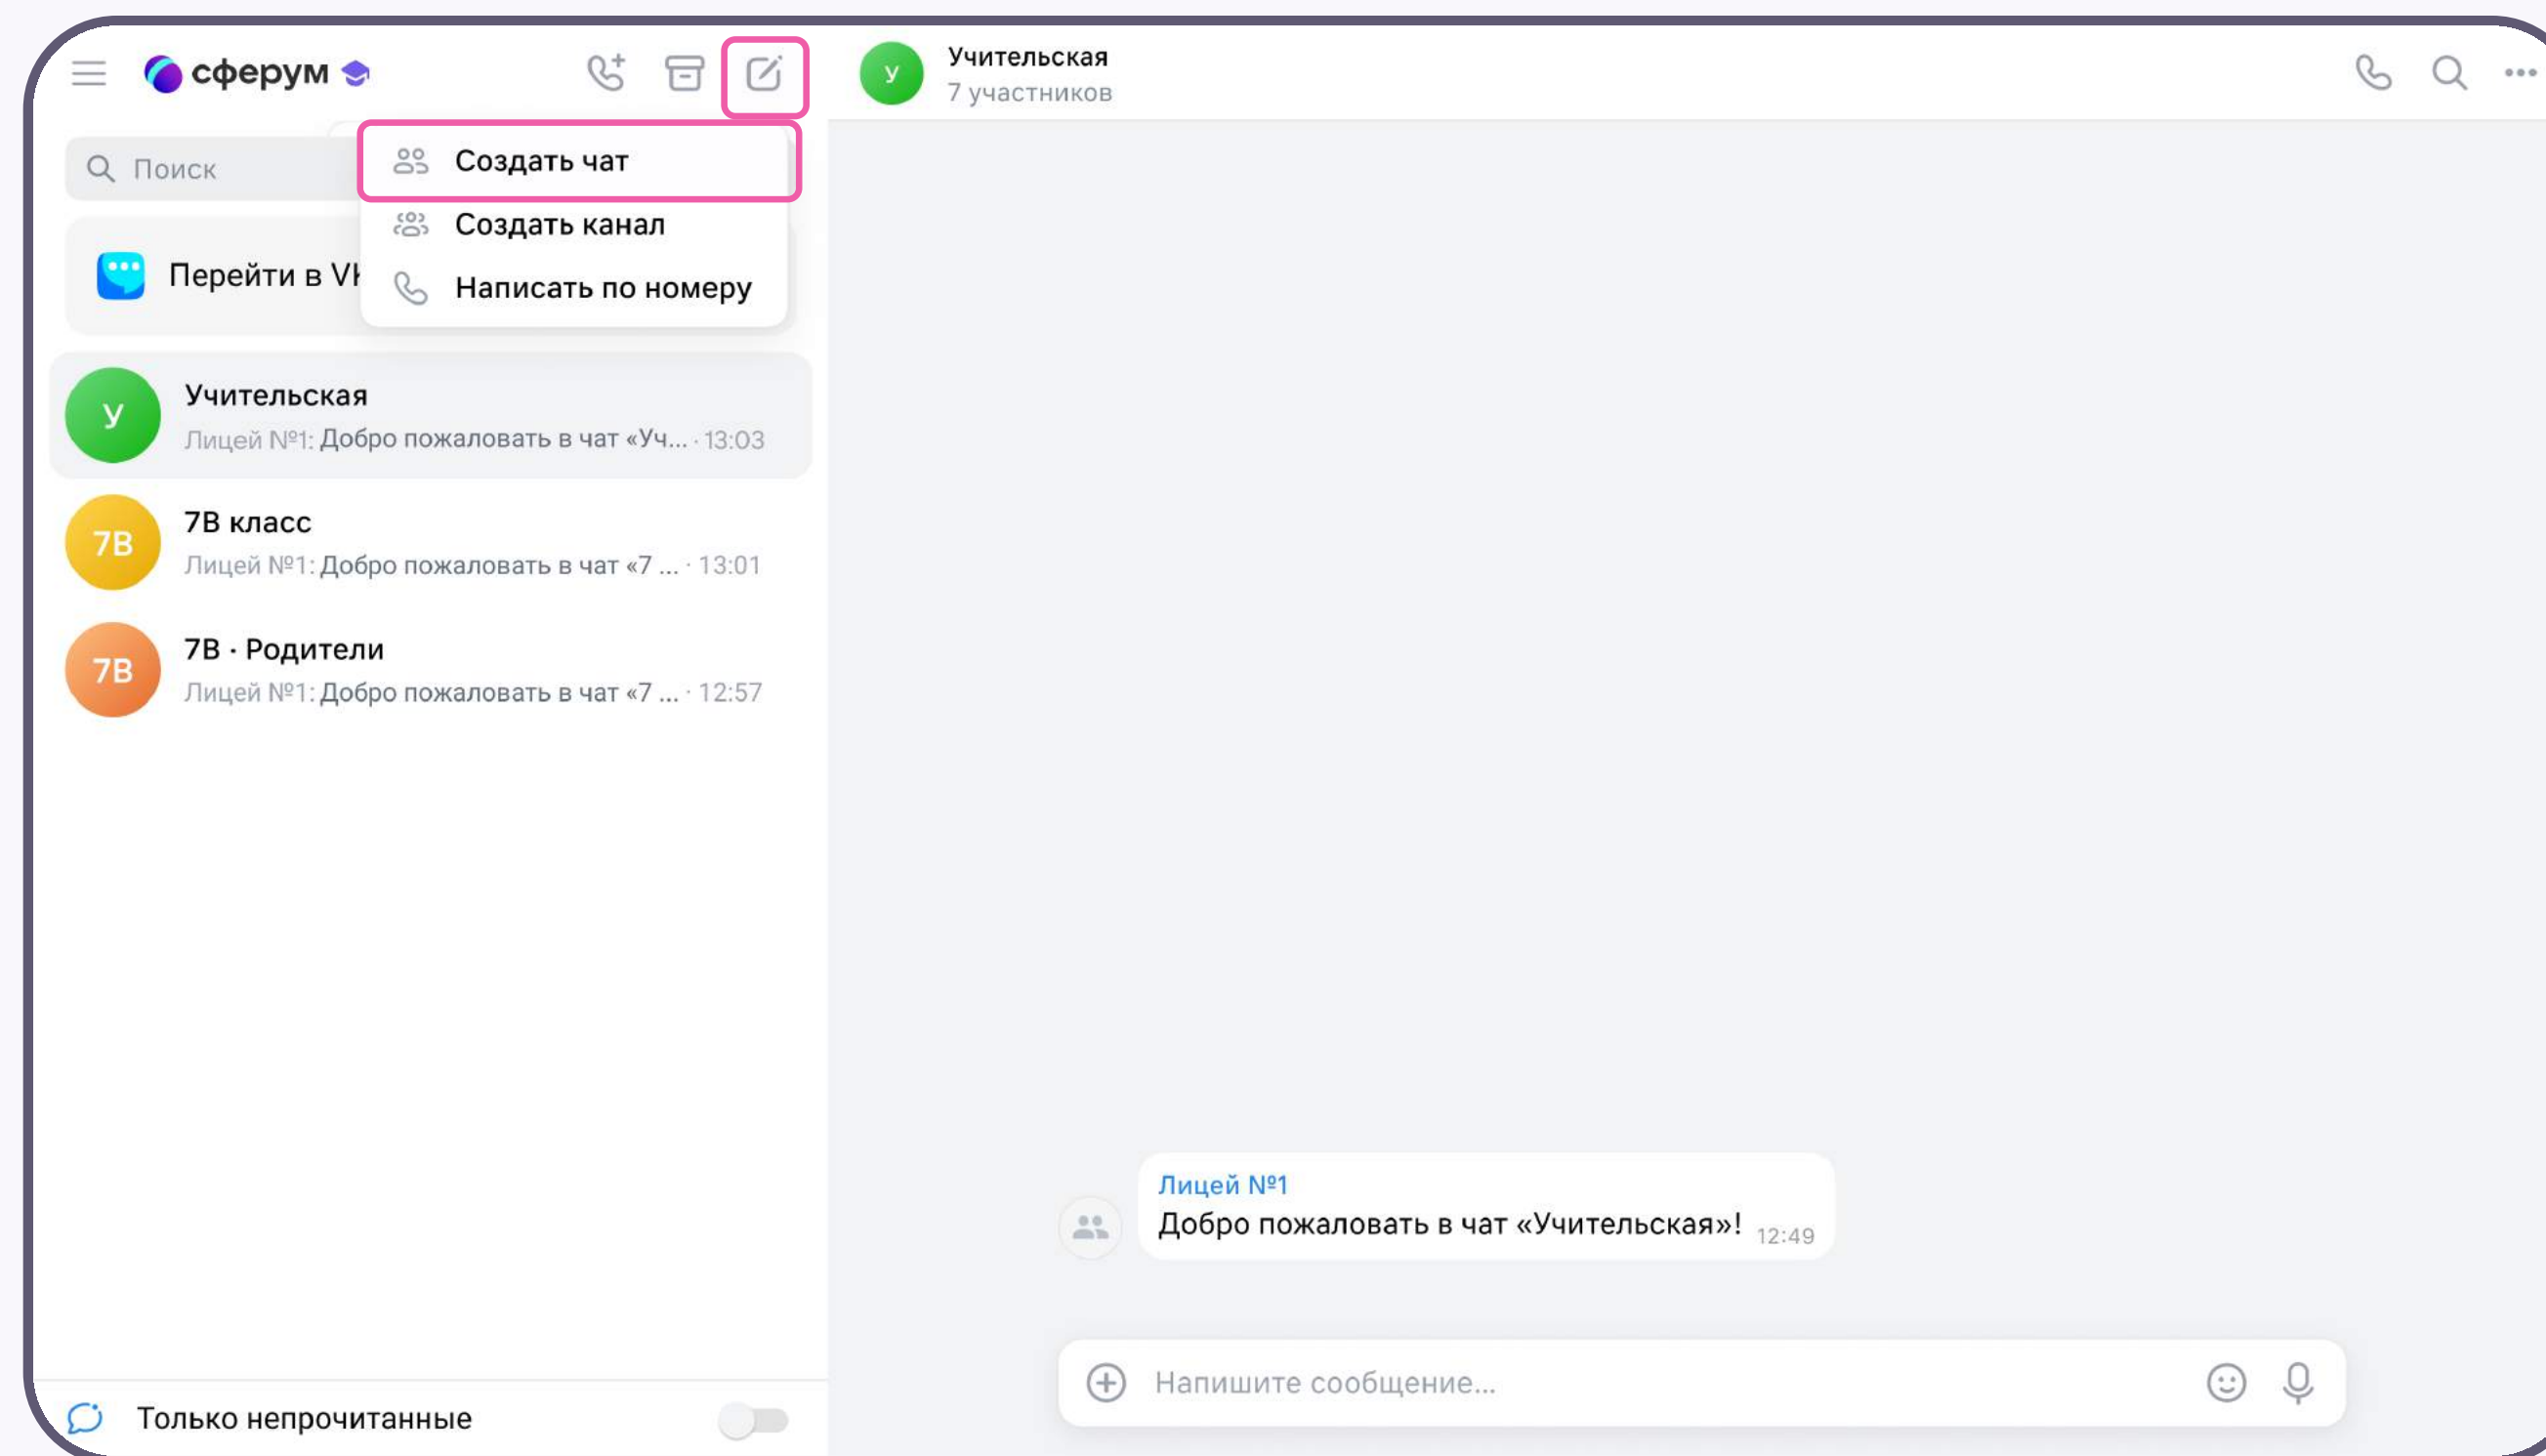 сферум
Поиск
Создать чат
Создать канал
Написать по номеру
Перейти в
У
Учительская
Лицей №1: Добро пожаловать в чат «Уч... · 13:03
7В
7В класс
Лицей №1: Добро пожаловать в чат «7 ... · 13:01
7В
7В · Родители
Лицей №1: Добро пожаловать в чат «7 ... · 12:57
Только непрочитанные
У
Учительская
7 участников
Лицей №1
Добро пожаловать в чат «Учительская»! 12:49
Напишите сообщение...